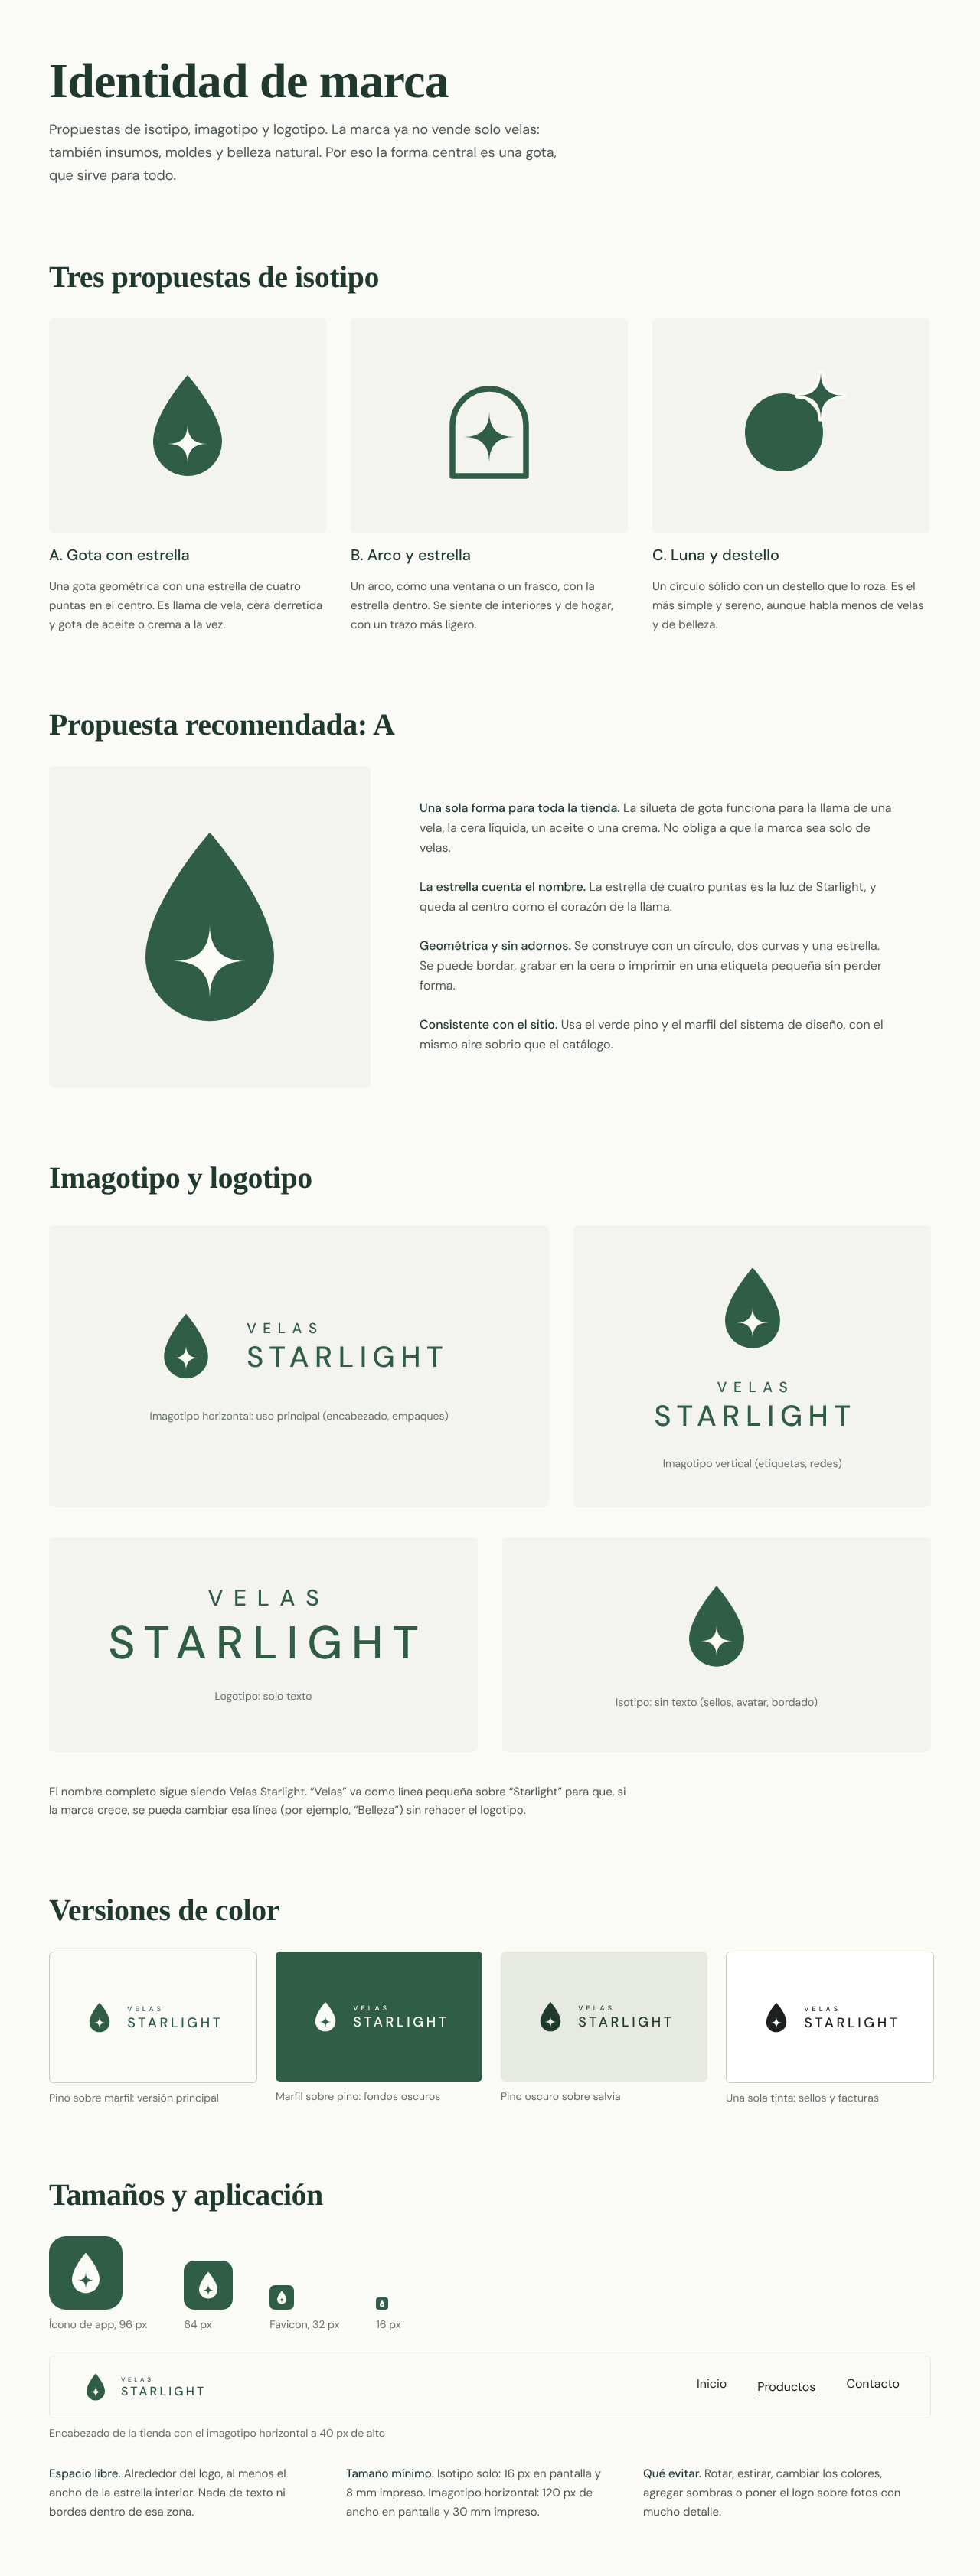 Identidad de marca
Propuestas de isotipo, imagotipo y logotipo. La marca ya no vende solo velas:
también insumos, moldes y belleza natural. Por eso la forma central es una gota,
que sirve para todo.
Tres propuestas de isotipo
A. Gota con estrella
Una gota geométrica con una estrella de cuatro
puntas en el centro. Es llama de vela, cera derretida
y gota de aceite o crema a la vez.
B. Arco y estrella
Un arco, como una ventana o un frasco, con la
estrella dentro. Se siente de interiores y de hogar,
con un trazo más ligero.
C. Luna y destello
Un círculo sólido con un destello que lo roza. Es el
más simple y sereno, aunque habla menos de velas
y de belleza.
Propuesta recomendada: A
Una sola forma para toda la tienda. La silueta de gota funciona para la llama de una
vela, la cera líquida, un aceite o una crema. No obliga a que la marca sea solo de
velas.
La estrella cuenta el nombre. La estrella de cuatro puntas es la luz de Starlight, y
queda al centro como el corazón de la llama.
Geométrica y sin adornos. Se construye con un círculo, dos curvas y una estrella.
Se puede bordar, grabar en la cera o imprimir en una etiqueta pequeña sin perder
forma.
Consistente con el sitio. Usa el verde pino y el marfil del sistema de diseño, con el
mismo aire sobrio que el catálogo.
Imagotipo y logotipo
VELAS
STARLIGHT
Imagotipo horizontal: uso principal (encabezado, empaques)
VELAS
STARLIGHT
Imagotipo vertical (etiquetas, redes)
VELAS
STARLIGHT
Logotipo: solo texto
Isotipo: sin texto (sellos, avatar, bordado)
El nombre completo sigue siendo Velas Starlight. “Velas” va como línea pequeña sobre “Starlight” para que, si
la marca crece, se pueda cambiar esa línea (por ejemplo, “Belleza”) sin rehacer el logotipo.
Versiones de color
VELAS
STARLIGHT
Pino sobre marfil: versión principal
VELAS
STARLIGHT
Marfil sobre pino: fondos oscuros
VELAS
STARLIGHT
Pino oscuro sobre salvia
VELAS
STARLIGHT
Una sola tinta: sellos y facturas
Tamaños y aplicación
Ícono de app, 96 px
64 px
Favicon, 32 px
16 px
VELAS
STARLIGHT
Inicio
Productos
Contacto
Encabezado de la tienda con el imagotipo horizontal a 40 px de alto
Espacio libre. Alrededor del logo, al menos el
ancho de la estrella interior. Nada de texto ni
bordes dentro de esa zona.
Tamaño mínimo. Isotipo solo: 16 px en pantalla y
8 mm impreso. Imagotipo horizontal: 120 px de
ancho en pantalla y 30 mm impreso.
Qué evitar. Rotar, estirar, cambiar los colores,
agregar sombras o poner el logo sobre fotos con
mucho detalle.